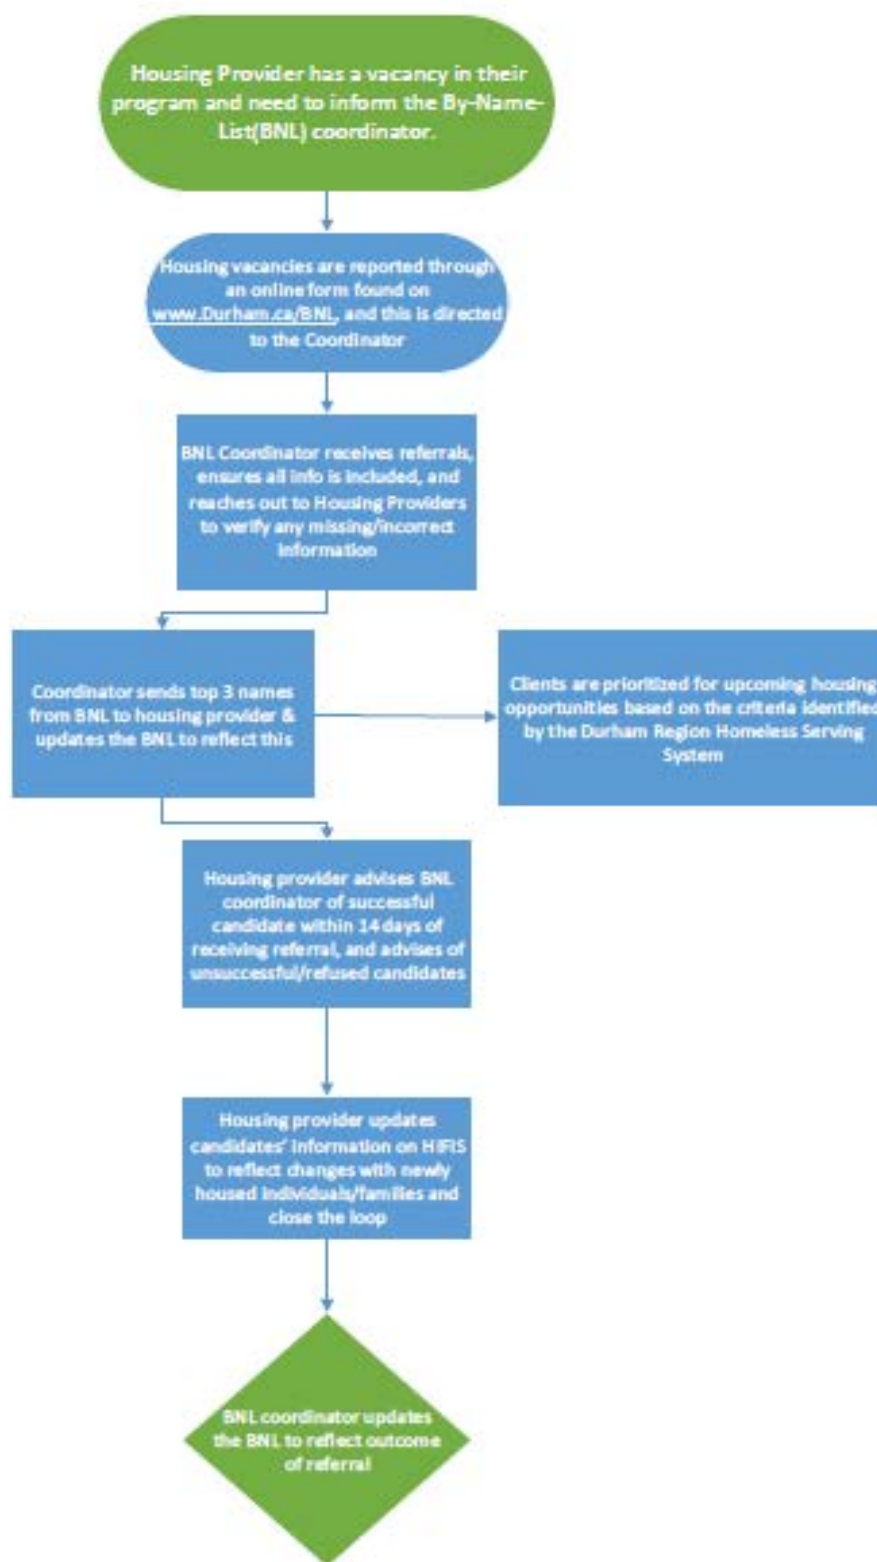 Housing Provider has a vacancy in their
program and need to inform the By-Name-
List(BNL) coordinator.
Housing vacancies are reported through
an online form found on
www.Durham.ca/BNL, and this is directed
to the Coordinator
BNL Coordinator receives referrals,
ensures all info is included, and
reaches out to Housing Providers
to verify any missing/incorrect
information
Coordinator sends top 3 names
from BNL to housing provider &
updates the BNL to reflect this
Clients are prioritized for upcoming housing
opportunities based on the criteria identified
by the Durham Region Homeless Serving
System
Housing provider advises BNL
coordinator of successful
candidate within 14 days of
receiving referral, and advises of
unsuccessful/refused candidates
Housing provider updates
candidates' information on HIFIS
to reflect changes with newly
housed individuals/families and
close the loop
BNL coordinator updates
the BNL to reflect outcome
of referral